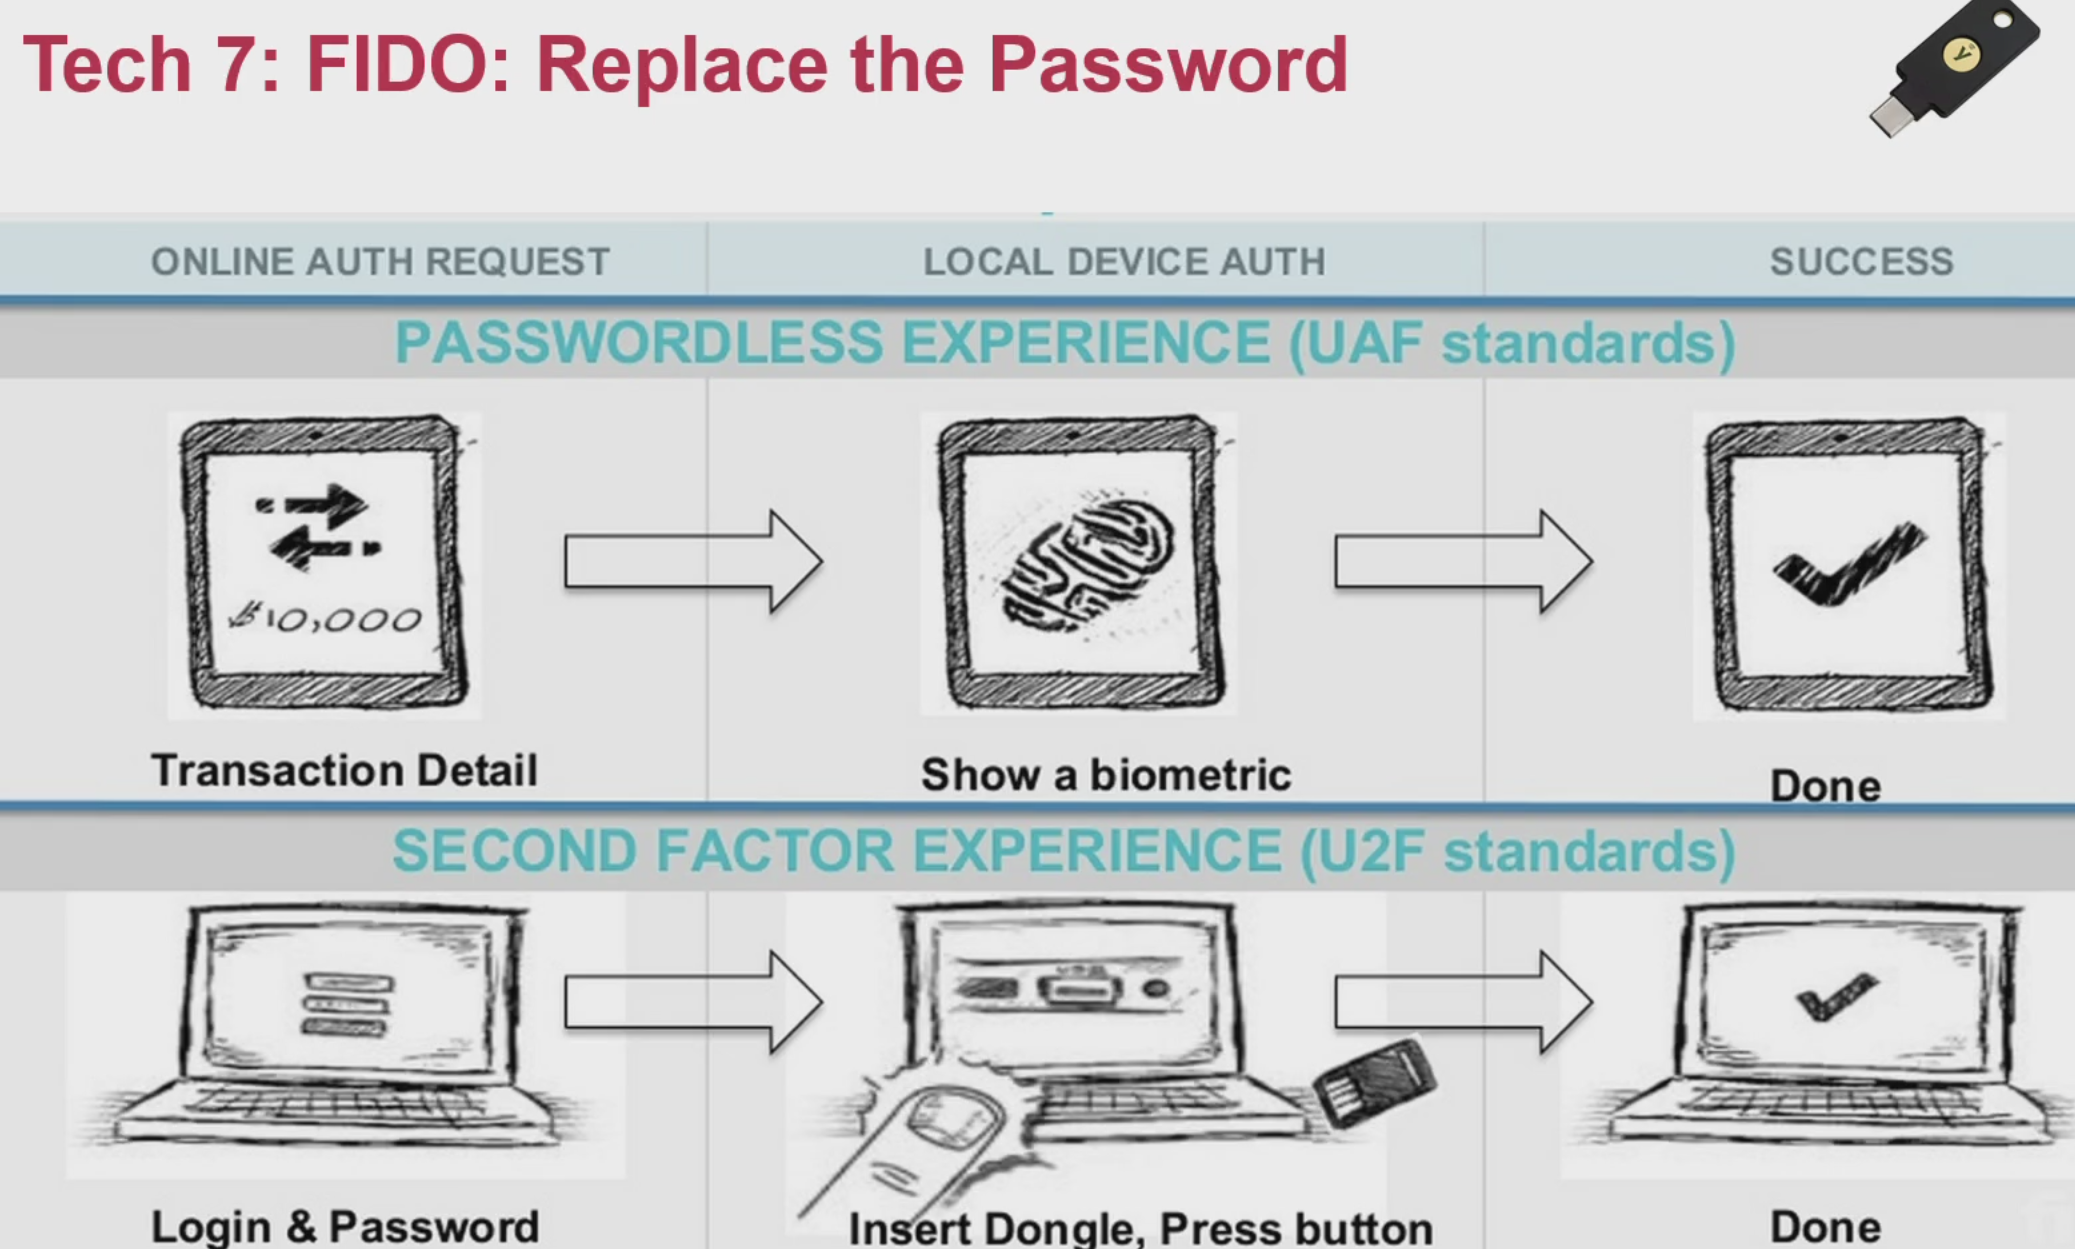 Tech 7: FIDO: Replace the Password
ONLINE AUTH REQUEST
LOCAL DEVICE AUTH
SUCCESS
PASSWORDLESS EXPERIENCE (UAF standards)
$10,000
Transaction Detail
Show a biometric
Done
SECOND FACTOR EXPERIENCE (U2F standards)
Login & Password
Insert Dongle, Press button
Done